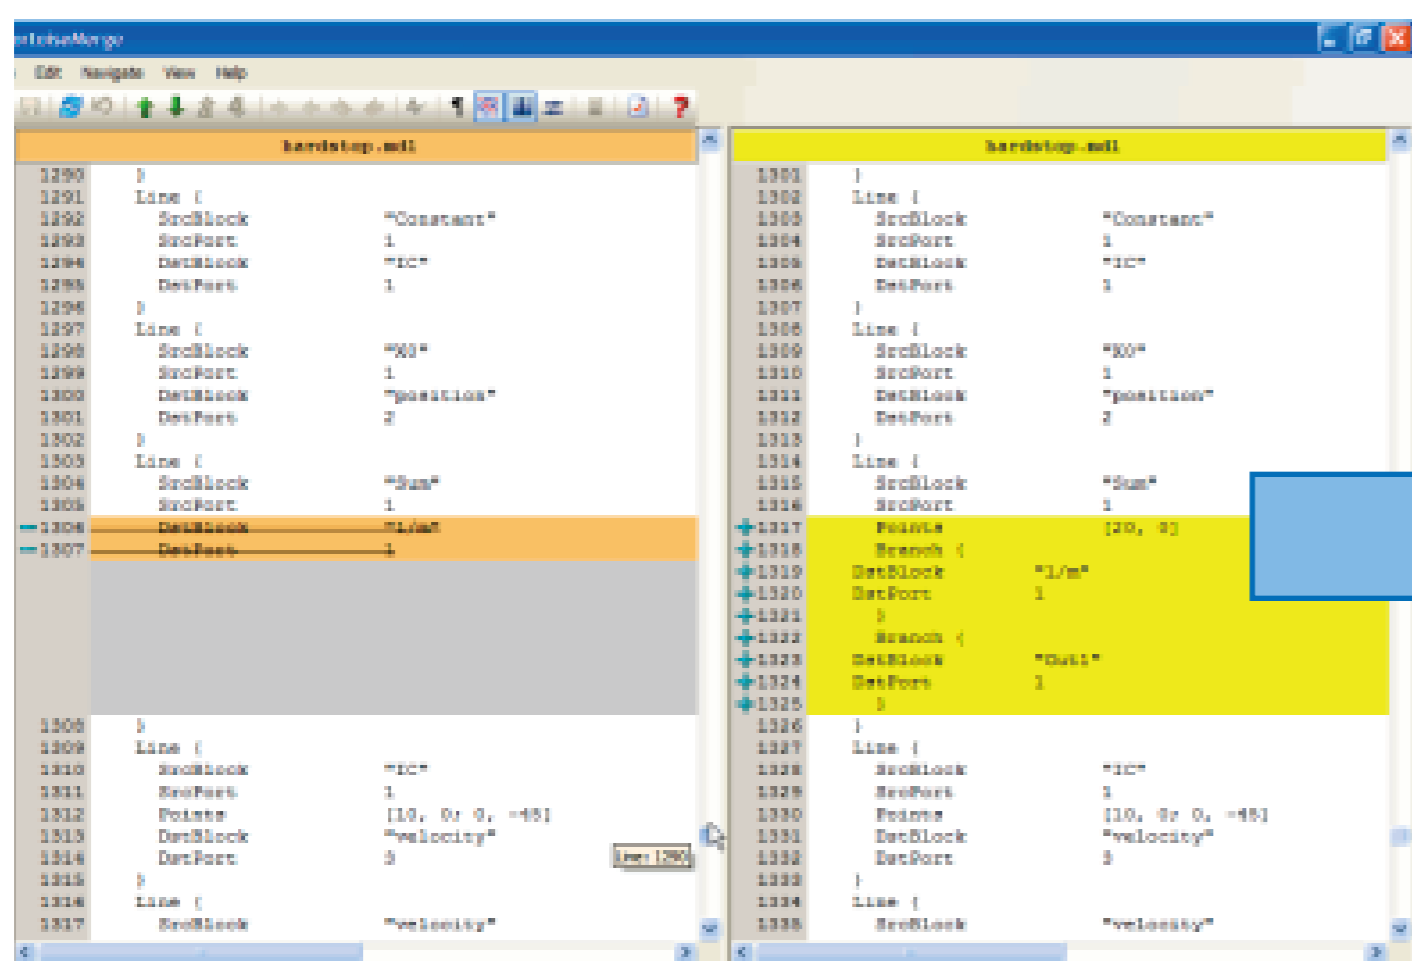 Edit Navigate View Help
hardstop.mdl
1290 }
1291 Line {
1292 SrcBlock "Constant"
1293 SrcPort 1
1294 DstBlock "IC"
1295 DstPort 1
1296 }
1297 Line {
1298 SrcBlock "X0"
1299 SrcPort 1
1300 DstBlock "position"
1301 DstPort 2
1302 }
1303 Line {
1304 SrcBlock "Sum"
1305 SrcPort 1
1306 DstBlock "1/m"
1307 DstPort 1
1308 }
1309 Line {
1310 SrcBlock "IC"
1311 SrcPort 1
1312 Points [10, 0; 0, -45]
1313 DstBlock "velocity"
1314 DstPort 3
1315 }
1316 Line {
1317 SrcBlock "velocity"
Line: 1290
hardstop.mdl
1301 }
1302 Line {
1303 SrcBlock "Constant"
1304 SrcPort 1
1305 DstBlock "IC"
1306 DstPort 1
1307 }
1308 Line {
1309 SrcBlock "X0"
1310 SrcPort 1
1311 DstBlock "position"
1312 DstPort 2
1313 }
1314 Line {
1315 SrcBlock "Sum"
1316 SrcPort 1
1317 Points [20, 0]
1318 Branch {
1319 DstBlock "1/m"
1320 DstPort 1
1321 }
1322 Branch {
1323 DstBlock "Out1"
1324 DstPort 1
1325 }
1326 }
1327 Line {
1328 SrcBlock "IC"
1329 SrcPort 1
1330 Points [10, 0; 0, -45]
1331 DstBlock "velocity"
1332 DstPort 3
1333 }
1334 Line {
1335 SrcBlock "velocity"